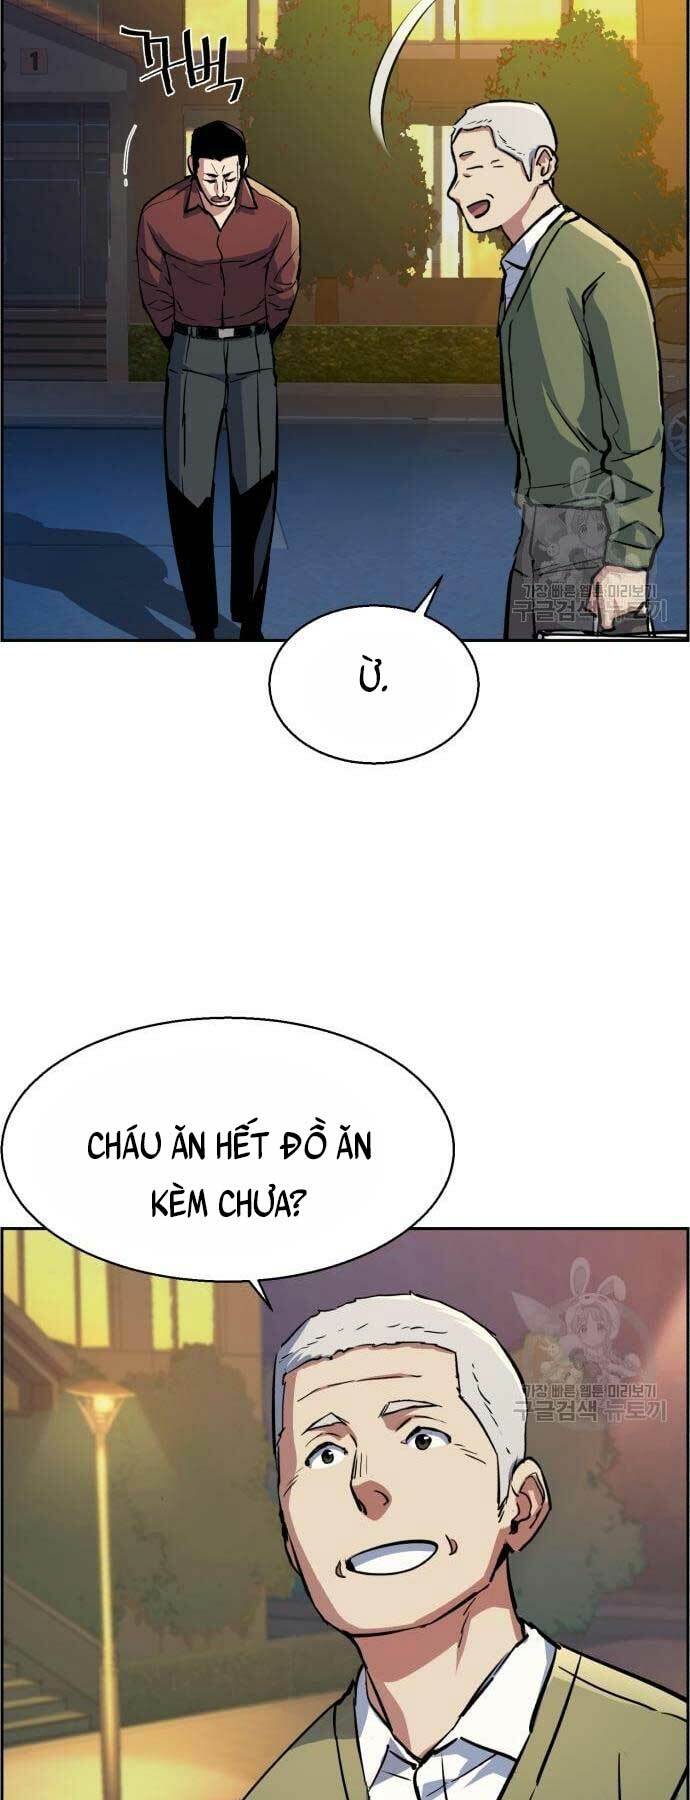 꾸벅
1
Ừ.
가장 빠른 웹툰 미리보기
구글검색 뉴토끼
CHÁU ĂN HẾT ĐỒ ĂN
KÈM CHƯA?
가장 빠른 웹툰 미리보기
구글검색 뉴토끼